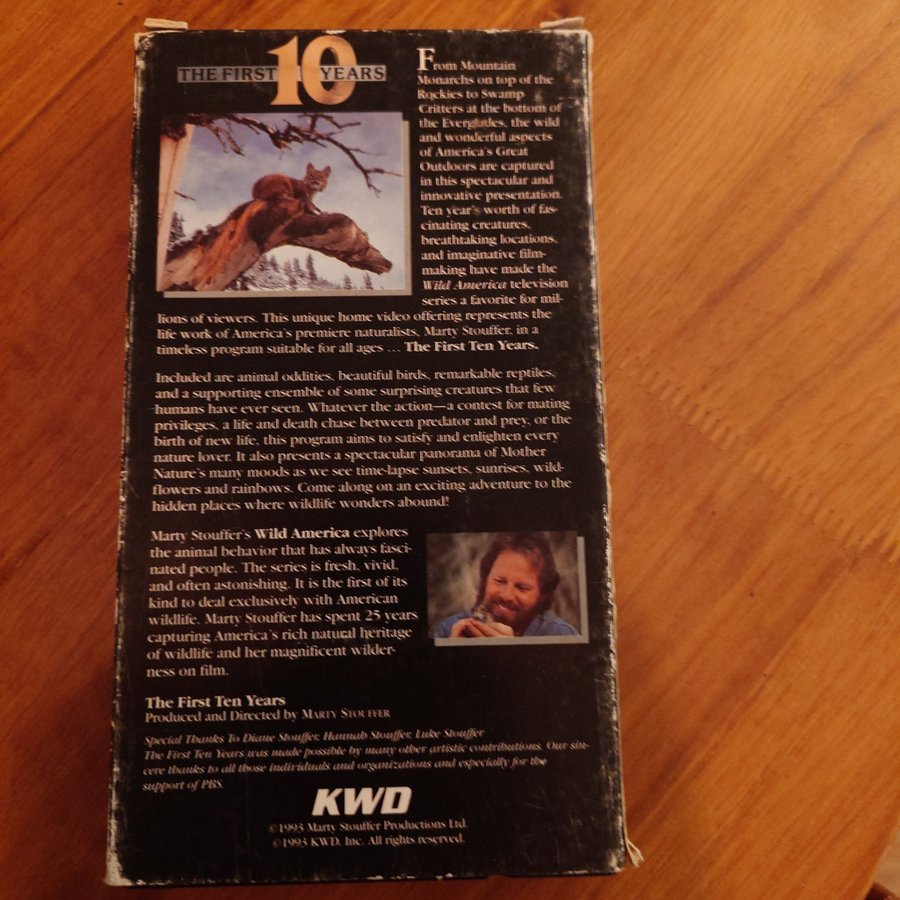 THE FIRST 10 YEARS
From Mountain
Monarchs on top of the
Rockies to Swamp
Critters at the bottom of
the Everglades, the wild
and wonderful aspects
of America's Great
Outdoors are captured
in this spectacular and
innovative presentation.
Ten year's worth of fas-
cinating creatures,
breathtaking locations,
and imaginative film-
making have made the
Wild America television
series a favorite for mil-
lions of viewers. This unique home video offering represents the
life work of America's premiere naturalists, Marty Stouffer, in a
timeless program suitable for all ages ... The First Ten Years.
Included are animal oddities, beautiful birds, remarkable reptiles,
and a supporting ensemble of some surprising creatures that few
humans have ever seen. Whatever the action—a contest for mating
privileges, a life and death chase between predator and prey, or the
birth of new life, this program aims to satisfy and enlighten every
nature lover. It also presents a spectacular panorama of Mother
Nature's many moods as we see time-lapse sunsets, sunrises, wild-
flowers and rainbows. Come along on an exciting adventure to the
hidden places where wildlife wonders abound!
Marty Stouffer's Wild America explores
the animal behavior that has always fasci-
nated people. The series is fresh, vivid,
and often astonishing. It is the first of its
kind to deal exclusively with American
wildlife. Marty Stouffer has spent 25 years
capturing America's rich natural heritage
of wildlife and her magnificent wilder-
ness on film.
The First Ten Years
Produced and Directed by MARTY STOUFFER
Special Thanks To Diane Stouffer, Hannah Stouffer, Luke Stouffer
The First Ten Years was made possible by many other artistic contributions. Our sin-
cere thanks to all those individuals and organizations and especially for the
support of PBS.
KWD
©1993 Marty Stouffer Productions Ltd.
©1993 KWD, Inc. All rights reserved.